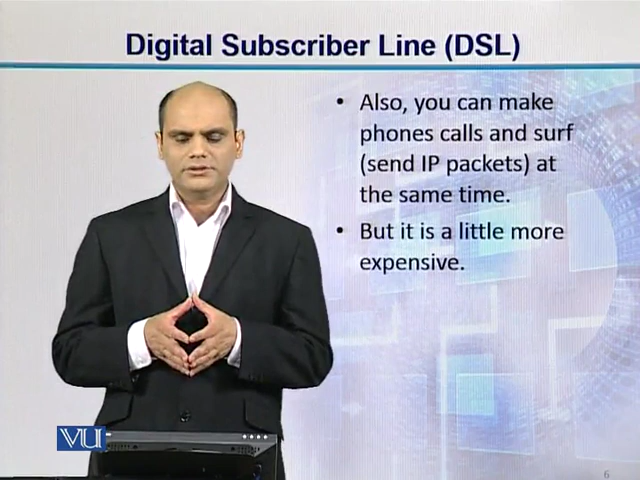 Digital Subscriber Line (DSL)
• Also, you can make
phones calls and surf
(send IP packets) at
the same time.
• But it is a little more
expensive.
VU
6